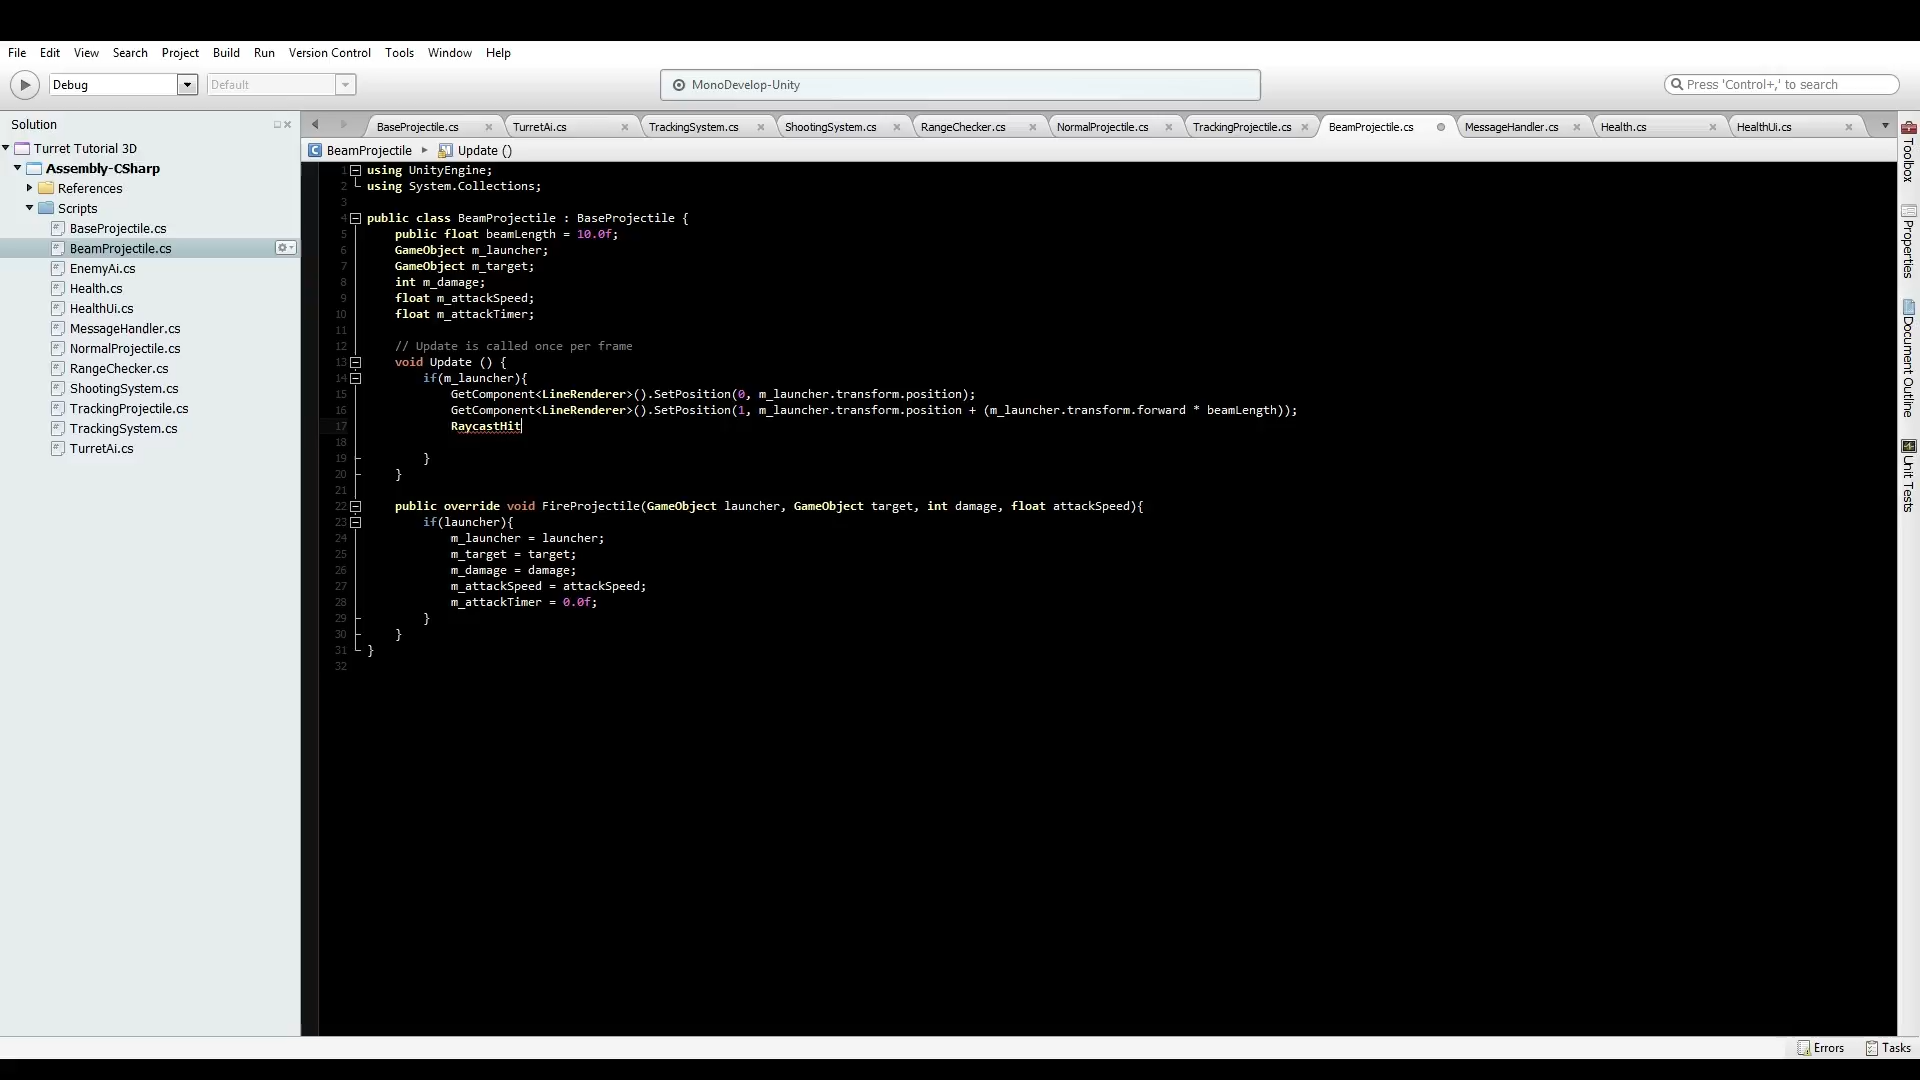 File Edit View Search Project Build Run Version Control Tools Window Help
Debug Default MonoDevelop-Unity Press 'Control+,' to search
Solution
Turret Tutorial 3D
Assembly-CSharp
References
Scripts
BaseProjectile.cs
BeamProjectile.cs
EnemyAi.cs
Health.cs
HealthUi.cs
MessageHandler.cs
NormalProjectile.cs
RangeChecker.cs
ShootingSystem.cs
TrackingProjectile.cs
TrackingSystem.cs
TurretAi.cs
BaseProjectile.cs TurretAi.cs TrackingSystem.cs ShootingSystem.cs RangeChecker.cs NormalProjectile.cs TrackingProjectile.cs BeamProjectile.cs MessageHandler.cs Health.cs HealthUi.cs
BeamProjectile Update ()
1 using UnityEngine;
2 using System.Collections;
3
4 public class BeamProjectile : BaseProjectile {
5 public float beamLength = 10.0f;
6 GameObject m_launcher;
7 GameObject m_target;
8 int m_damage;
9 float m_attackSpeed;
10 float m_attackTimer;
11
12 // Update is called once per frame
13 void Update () {
14 if(m_launcher){
15 GetComponent<LineRenderer>().SetPosition(0, m_launcher.transform.position);
16 GetComponent<LineRenderer>().SetPosition(1, m_launcher.transform.position + (m_launcher.transform.forward * beamLength));
17 RaycastHit
18
19 }
20 }
21
22 public override void FireProjectile(GameObject launcher, GameObject target, int damage, float attackSpeed){
23 if(launcher){
24 m_launcher = launcher;
25 m_target = target;
26 m_damage = damage;
27 m_attackSpeed = attackSpeed;
28 m_attackTimer = 0.0f;
29 }
30 }
31 }
32
Toolbox
Properties
Document Outline
Unit Tests
Errors Tasks